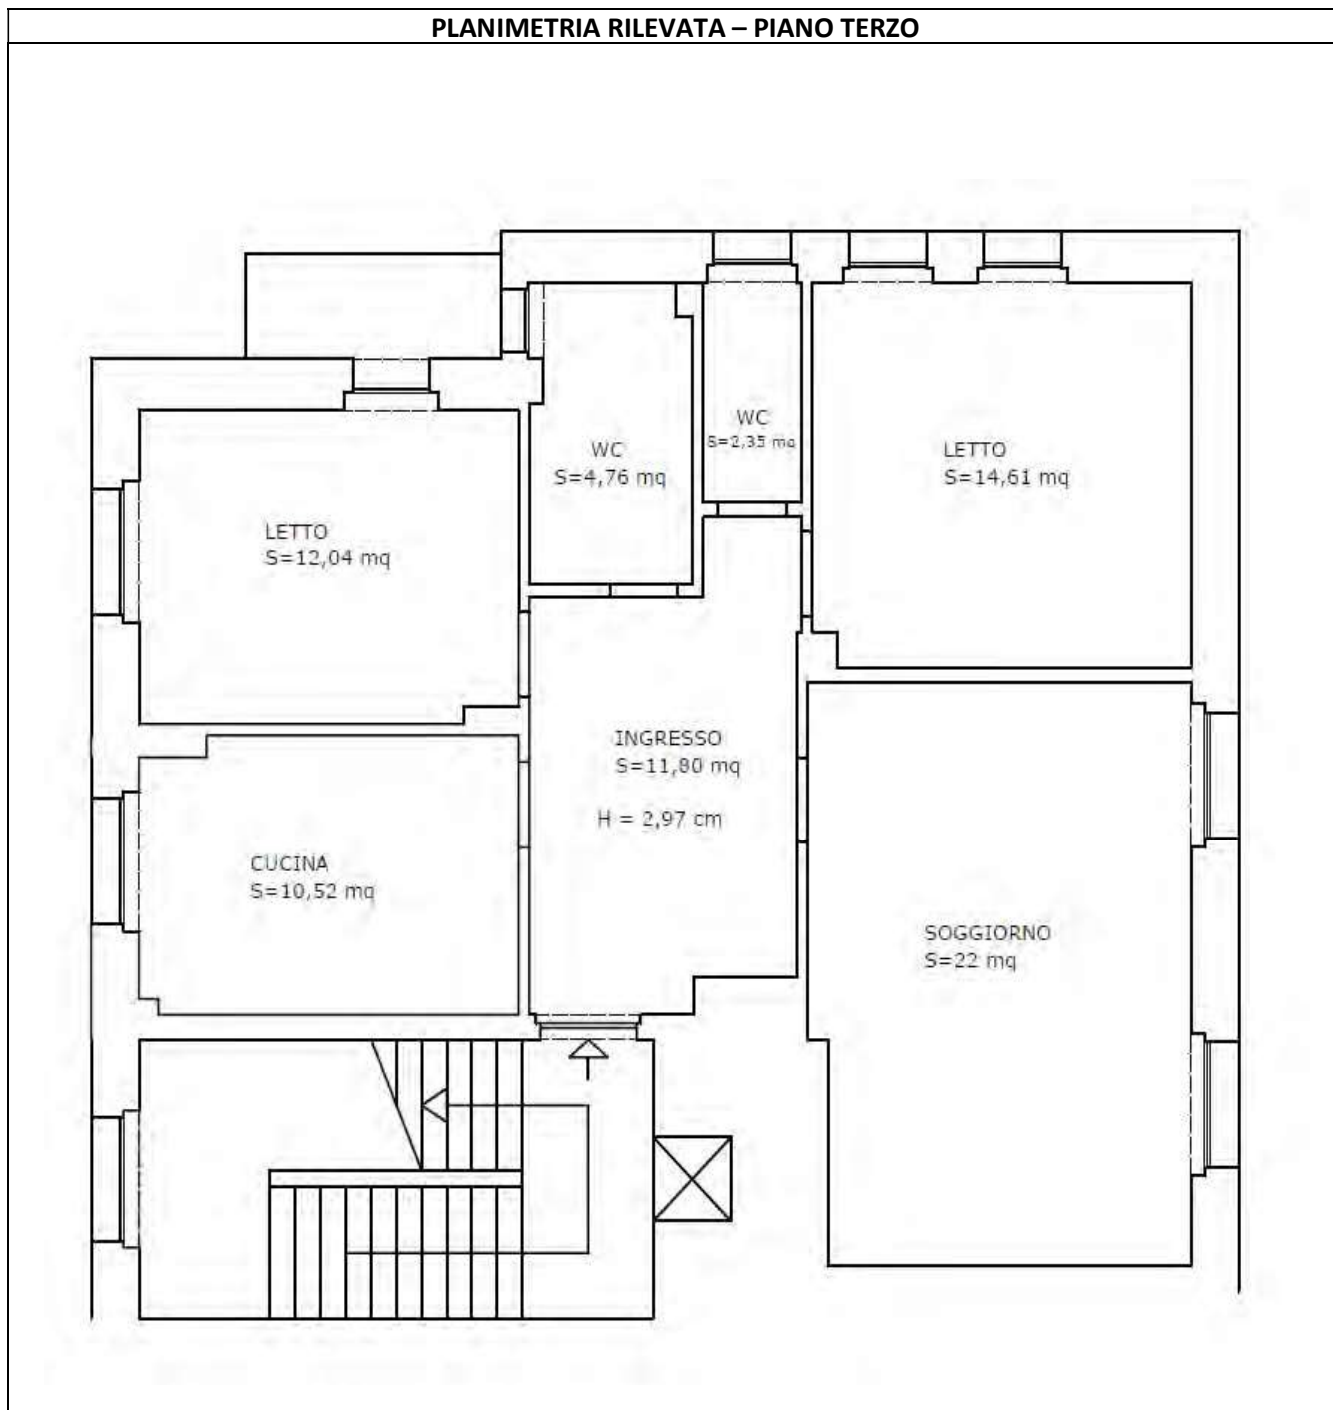 PLANIMETRIA RILEVATA – PIANO TERZO
WC
S=2,35 mq
WC
S=4,76 mq
LETTO
S=14,61 mq
LETTO
S=12,04 mq
INGRESSO
S=11,80 mq
H = 2,97 cm
CUCINA
S=10,52 mq
SOGGIORNO
S=22 mq